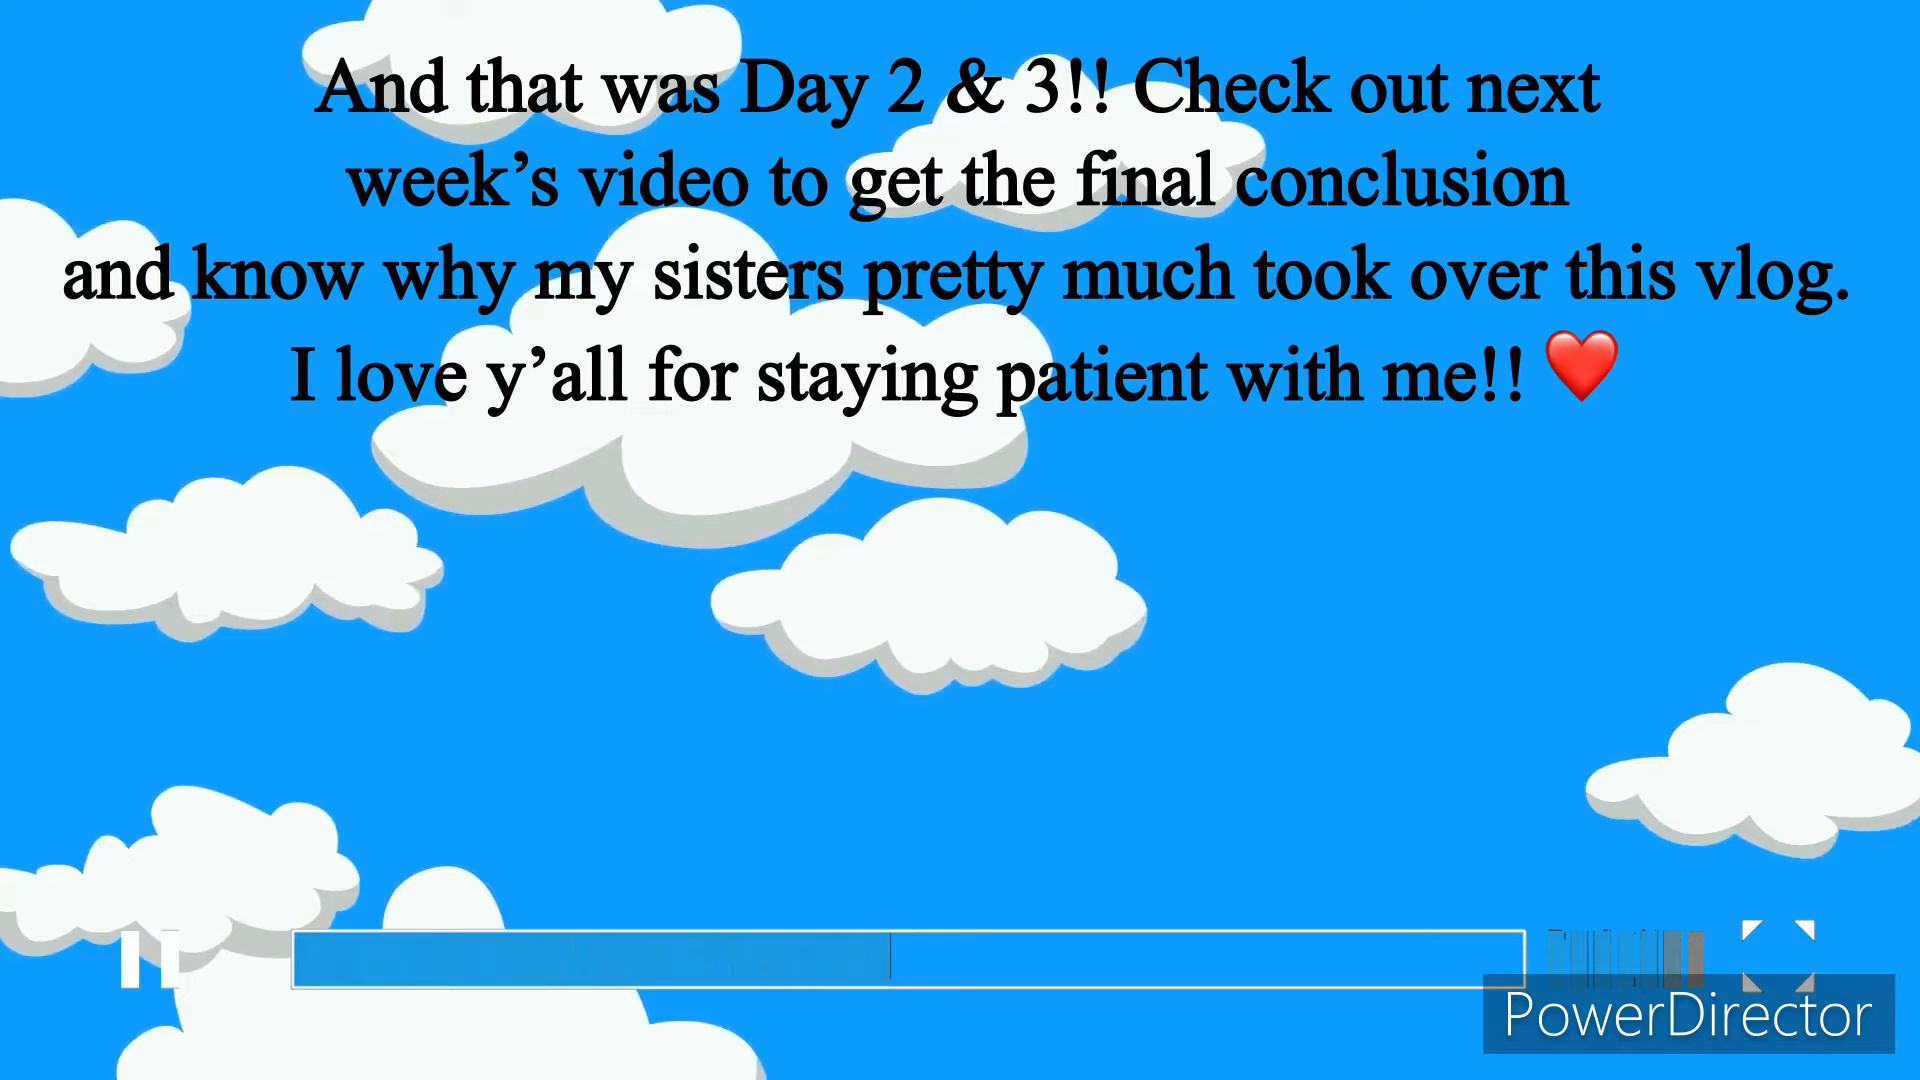 And that was Day 2 & 3!! Check out next
week’s video to get the final conclusion
and know why my sisters pretty much took over this vlog.
I love y’all for staying patient with me!! ❤️
PowerDirector